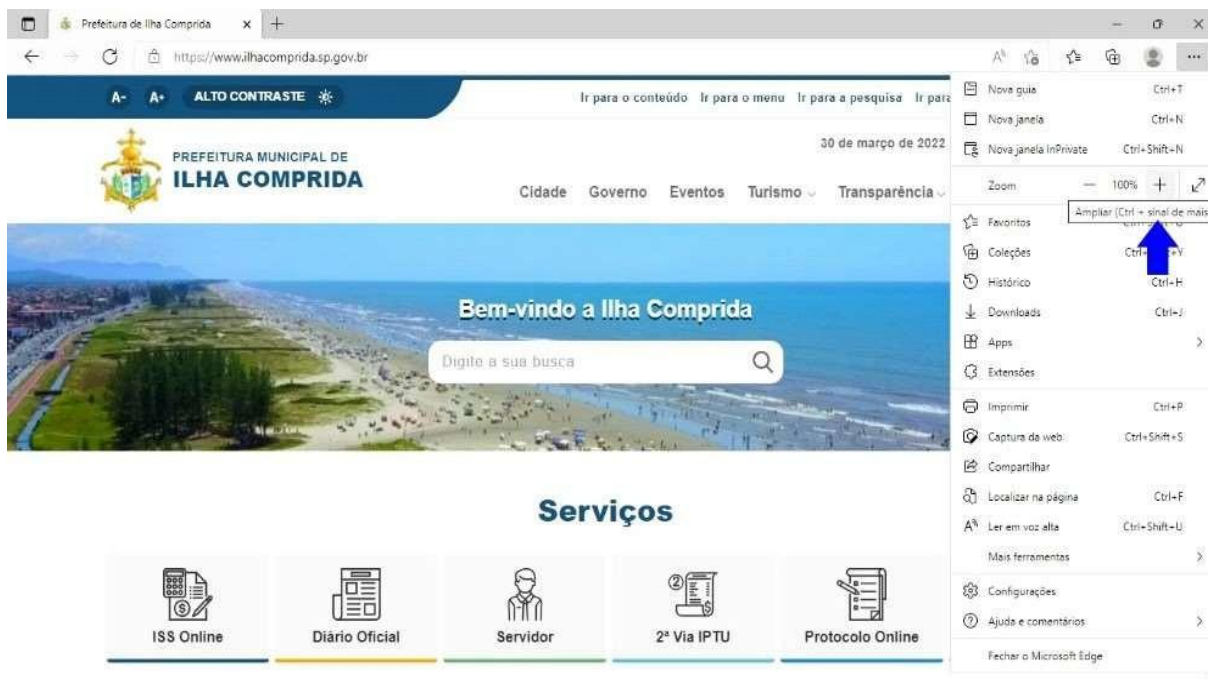 Prefeitura de Ilha Comprida
https://www.ilhacomprida.sp.gov.br
A- A+ ALTO CONTRASTE
Ir para o conteúdo Ir para o menu Ir para a pesquisa Ir para
30 de março de 2022
PREFEITURA MUNICIPAL DE
ILHA COMPRIDA
Cidade Governo Eventos Turismo Transparência
Bem-vindo a Ilha Comprida
Digite a sua busca
Serviços
ISS Online
Diário Oficial
Servidor
2ª Via IPTU
Protocolo Online
Nova guia Ctrl+T
Nova janela Ctrl+N
Nova janela InPrivate Ctrl+Shift+N
Zoom — 100% +
Ampliar (Ctrl + sinal de mais
Favoritos
Coleções
Histórico Ctrl+H
Downloads Ctrl+J
Apps
Extensões
Imprimir Ctrl+P
Captura da web Ctrl+Shift+S
Compartilhar
Localizar na página Ctrl+F
Ler em voz alta Ctrl+Shift+U
Mais ferramentas
Configurações
Ajuda e comentários
Fechar o Microsoft Edge